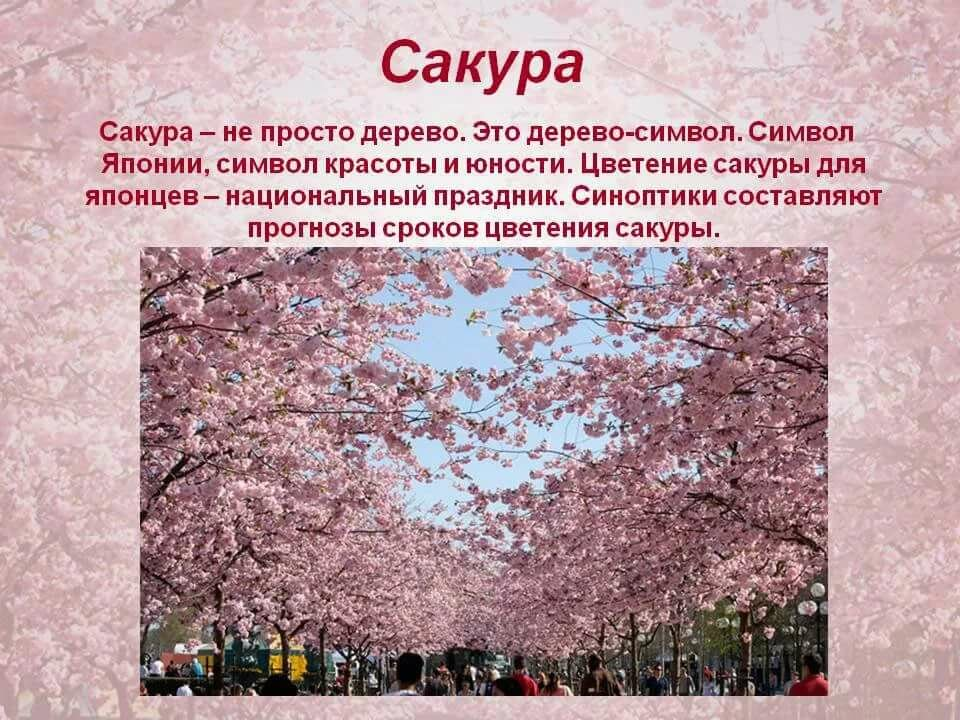 Сакура
Сакура – не просто дерево. Это дерево-символ. Символ
Японии, символ красоты и юности. Цветение сакуры для
японцев – национальный праздник. Синоптики составляют
прогнозы сроков цветения сакуры.